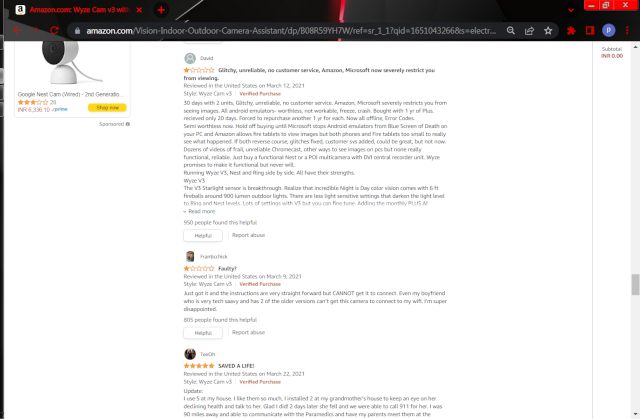 Amazon.com: Wyze Cam v3 with
amazon.com/Vision-Indoor-Outdoor-Camera-Assistant/dp/B08R59YH7W/ref=sr_1_1?qid=1651043266&s=electr...
Subtotal
INR 0.00
Google Nest Cam (Wired) - 2nd Generatio...
20
INR 6,336.10 prime
Shop now
Sponsored
David
Glitchy, unreliable, no customer service, Amazon, Microsoft now severely restrict you
from viewing.
Reviewed in the United States on March 12, 2021
Style: Wyze Cam v3 | Verified Purchase
30 days with 2 units, Glitchy, unreliable, no customer service. Amazon, Microsoft severely restricts you from
seeing images. All android emulators- worthless, not workable, freeze, crash. Bought with 1 yr of Plus.
recieved only 20 days. Forced to repurchase another 1 yr for each. Now all offline, Error Codes.
Semi worthless now. Hold off buying until Microsoft stops Android emulators from Blue Screen of Death on
your PC and Amazon allows fire tablets to view images but both phones and Fire tablets too small to really
see what happened. If both reverse course, glitches fixed, customer svs added, could be great, but not now.
Dozens of videos of frail, unreliable Chromecast, other ways to see images on pcs but none really
functional, reliable. Just buy a functional Nest or a POI multicamera with DVI central recorder unit. Wyze
promises to make it functional but never will.
Running Wyze V3, Nest and Ring side by side. All have their strengths.
Wyze V3
The V3 Starlight sensor is breakthrough. Realize that incredible Night is Day color vision comes with 6 ft
fireballs around 900 lumen outdoor lights. There are less light sensitive settings that darken the light level
to Ring and Nest levels. Lots of settings with V3 but you can fine tune. Adding the monthly PLUS AI
Read more
950 people found this helpful
Helpful
Report abuse
Frambozhick
Faulty?
Reviewed in the United States on March 9, 2021
Style: Wyze Cam v3 | Verified Purchase
Just got it and the instructions are very straight forward but CANNOT get it to connect. Even my boyfriend
who is very tech saavy and has 2 of the older versions can't get this camera to connect to my wifi. I'm super
disappointed.
805 people found this helpful
Helpful
Report abuse
TeeOh
SAVED A LIFE!
Reviewed in the United States on March 22, 2021
Style: Wyze Cam v3 | Verified Purchase
Update:
I use 5 at my house. I like them so much, I installed 2 at my grandmother's house to keep an eye on her
declining health and talk to her. Glad I did! 2 days later she fell and we were able to call 911 for her. I was
90 miles away and able to communicate with the Paramedics and have my parents meet them at the